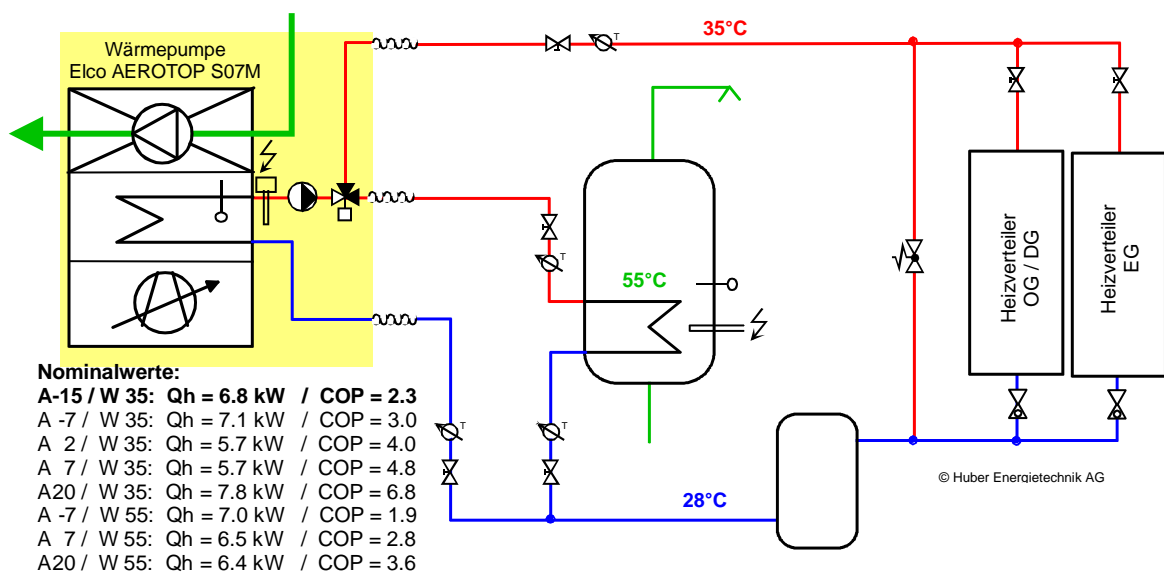 Wärmepumpe
Elco AEROTOP S07M
35°C
T
T
55°C
Heizverteiler
OG / DG
Heizverteiler
EG
Nominalwerte:
A-15 / W 35: Qh = 6.8 kW / COP = 2.3
A -7 / W 35: Qh = 7.1 kW / COP = 3.0
A 2 / W 35: Qh = 5.7 kW / COP = 4.0
A 7 / W 35: Qh = 5.7 kW / COP = 4.8
A20 / W 35: Qh = 7.8 kW / COP = 6.8
A -7 / W 55: Qh = 7.0 kW / COP = 1.9
A 7 / W 55: Qh = 6.5 kW / COP = 2.8
A20 / W 55: Qh = 6.4 kW / COP = 3.6
T
T
28°C
© Huber Energietechnik AG